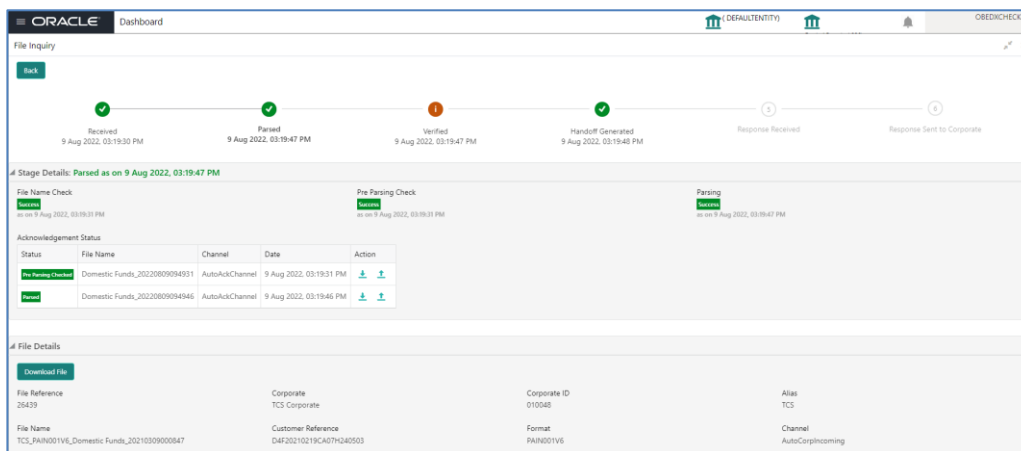 ORACLE Dashboard ( DEFAULTENTITY) OBEDXCHECK
File Inquiry
Back
i 5 6
Received Parsed Verified Handoff Generated Response Received Response Sent to Corporate
9 Aug 2022, 03:19:30 PM 9 Aug 2022, 03:19:47 PM 9 Aug 2022, 03:19:47 PM 9 Aug 2022, 03:19:48 PM
Stage Details: Parsed as on 9 Aug 2022, 03:19:47 PM
File Name Check Pre Parsing Check Parsing
Success Success Success
as on 9 Aug 2022, 03:19:31 PM as on 9 Aug 2022, 03:19:31 PM as on 9 Aug 2022, 03:19:47 PM
Acknowledgement Status
Status File Name Channel Date Action
Pre Parsing Checked Domestic Funds_20220809094931 AutoAckChannel 9 Aug 2022, 03:19:31 PM
Parsed Domestic Funds_20220809094946 AutoAckChannel 9 Aug 2022, 03:19:46 PM
File Details
Download File
File Reference Corporate Corporate ID Alias
26439 TCS Corporate 010048 TCS
File Name Customer Reference Format Channel
TCS_PAIN001V6_Domestic Funds_20210309000847 D4F20210219CA07H240503 PAIN001V6 AutoCorpIncoming